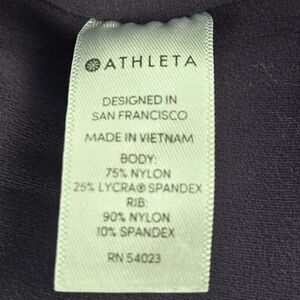 ATHLETA
DESIGNED IN
SAN FRANCISCO
MADE IN VIETNAM
BODY:
75% NYLON
25% LYCRA® SPANDEX
RIB:
90% NYLON
10% SPANDEX
RN 54023